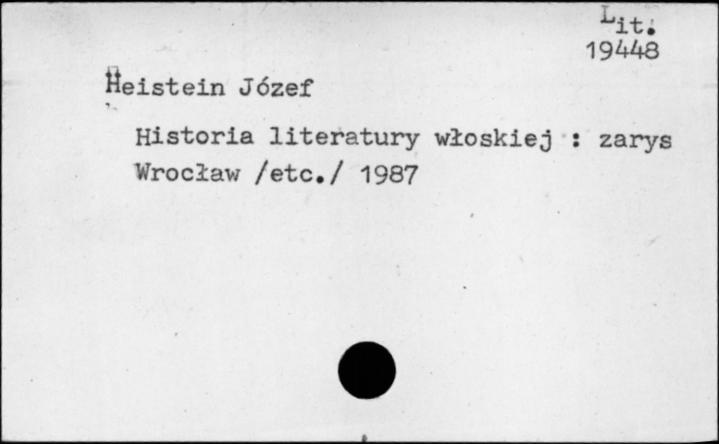 Lit.
19448
Heistein Józef
Historia literatury włoskiej : zarys
Wrocław /etc./ 1987